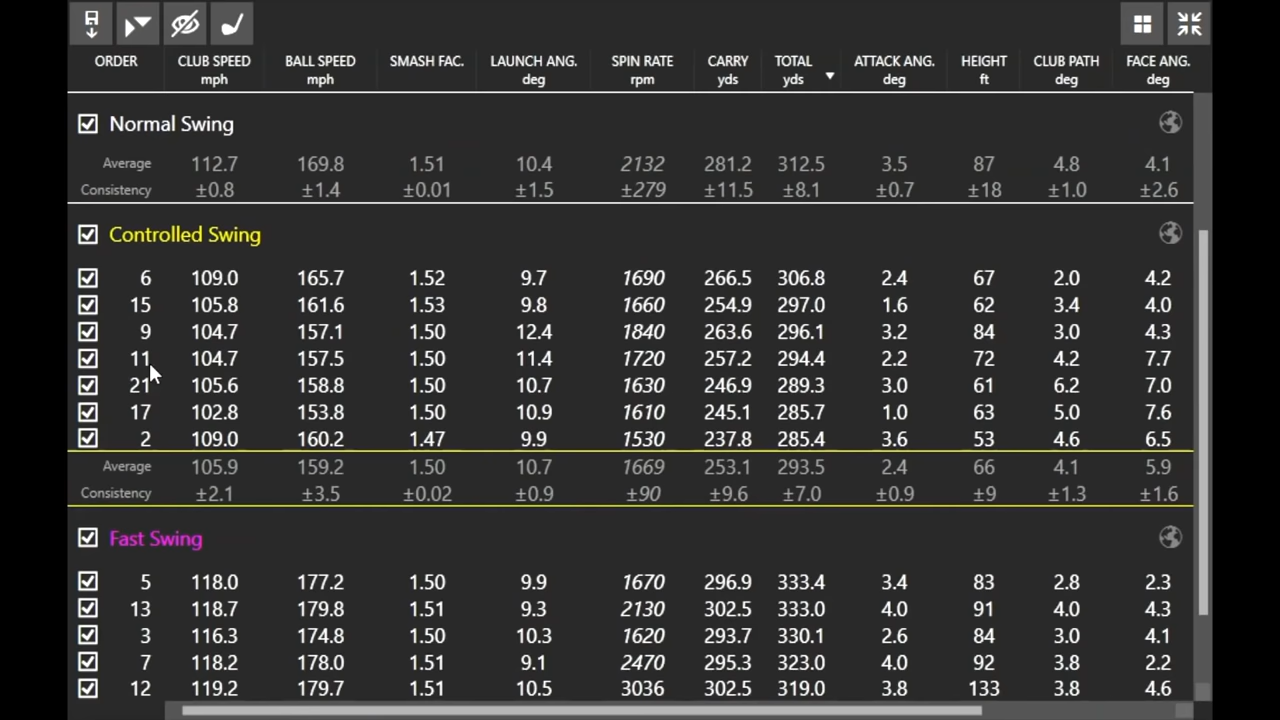 ORDER CLUB SPEED BALL SPEED SMASH FAC. LAUNCH ANG. SPIN RATE CARRY TOTAL ATTACK ANG. HEIGHT CLUB PATH FACE ANG.
mph mph deg rpm yds yds deg ft deg deg
Normal Swing
Average 112.7 169.8 1.51 10.4 2132 281.2 312.5 3.5 87 4.8 4.1
Consistency ±0.8 ±1.4 ±0.01 ±1.5 ±279 ±11.5 ±8.1 ±0.7 ±18 ±1.0 ±2.6
Controlled Swing
6 109.0 165.7 1.52 9.7 1690 266.5 306.8 2.4 67 2.0 4.2
15 105.8 161.6 1.53 9.8 1660 254.9 297.0 1.6 62 3.4 4.0
9 104.7 157.1 1.50 12.4 1840 263.6 296.1 3.2 84 3.0 4.3
11 104.7 157.5 1.50 11.4 1720 257.2 294.4 2.2 72 4.2 7.7
21 105.6 158.8 1.50 10.7 1630 246.9 289.3 3.0 61 6.2 7.0
17 102.8 153.8 1.50 10.9 1610 245.1 285.7 1.0 63 5.0 7.6
2 109.0 160.2 1.47 9.9 1530 237.8 285.4 3.6 53 4.6 6.5
Average 105.9 159.2 1.50 10.7 1669 253.1 293.5 2.4 66 4.1 5.9
Consistency ±2.1 ±3.5 ±0.02 ±0.9 ±90 ±9.6 ±7.0 ±0.9 ±9 ±1.3 ±1.6
Fast Swing
5 118.0 177.2 1.50 9.9 1670 296.9 333.4 3.4 83 2.8 2.3
13 118.7 179.8 1.51 9.3 2130 302.5 333.0 4.0 91 4.0 4.3
3 116.3 174.8 1.50 10.3 1620 293.7 330.1 2.6 84 3.0 4.1
7 118.2 178.0 1.51 9.1 2470 295.3 323.0 4.0 92 3.8 2.2
12 119.2 179.7 1.51 10.5 3036 302.5 319.0 3.8 133 3.8 4.6